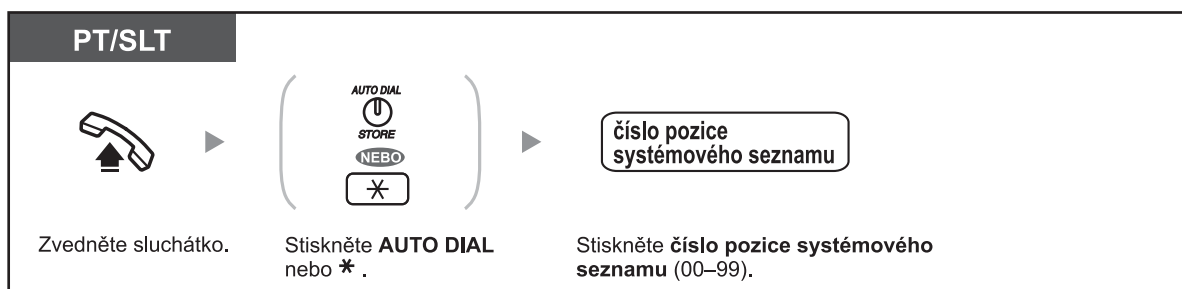 PT/SLT
AUTO DIAL
STORE
NEBO
*
číslo pozice
systémového seznamu
Zvedněte sluchátko.
Stiskněte AUTO DIAL
nebo * .
Stiskněte číslo pozice systémového
seznamu (00–99).